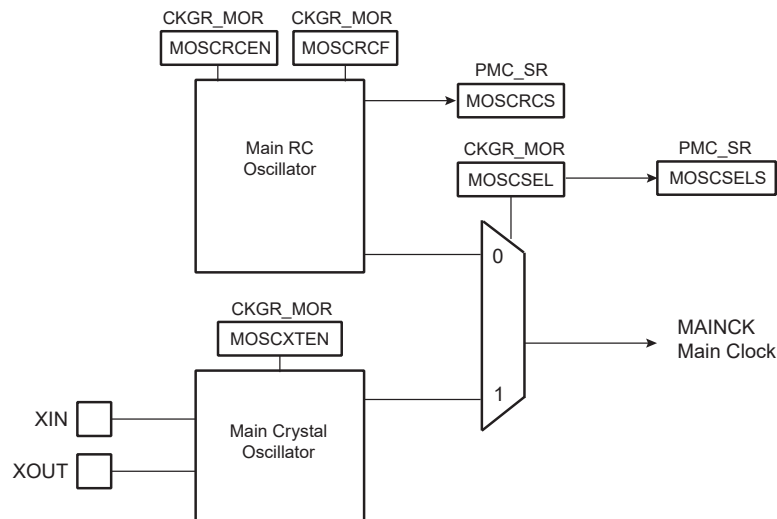 CKGR_MOR CKGR_MOR
MOSCRCEN MOSCRCF
PMC_SR
MOSCRCS
Main RC
Oscillator
CKGR_MOR PMC_SR
MOSCSEL MOSCSELS
0
CKGR_MOR
MOSCXTEN
MAINCK
Main Clock
1
XIN
XOUT
Main Crystal
Oscillator